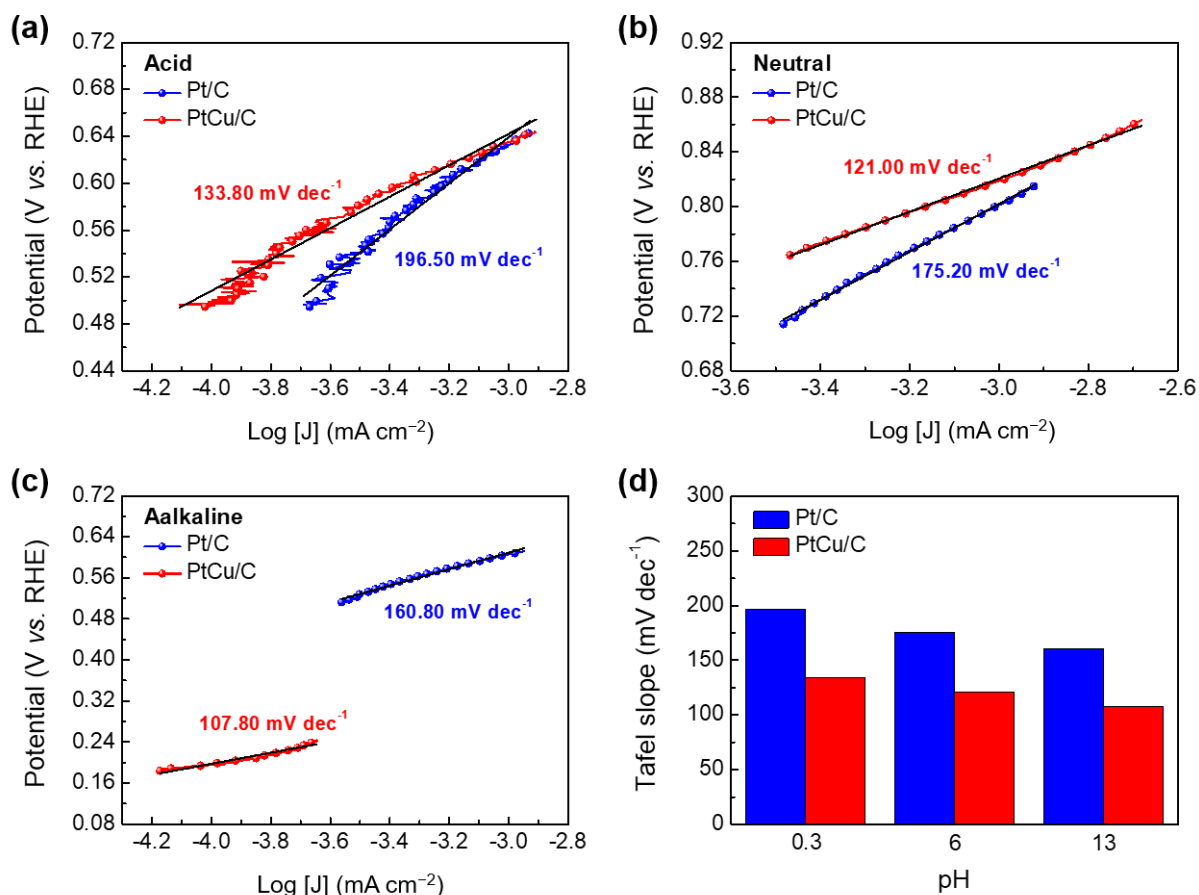 (a)
0.72
0.64
0.56
0.48
0.44
Acid
Pt/C
PtCu/C
133.80 mV dec⁻¹
196.50 mV dec⁻¹
Potential (V vs. RHE)
0.60
0.52
-4.2 -4.0 -3.8 -3.6 -3.4 -3.2 -3.0 -2.8
Log [J] (mA cm⁻²)
(b)
0.92
0.88
0.84
0.80
0.76
0.72
0.68
Neutral
Pt/C
PtCu/C
121.00 mV dec⁻¹
175.20 mV dec⁻¹
Potential (V vs. RHE)
-3.6 -3.4 -3.2 -3.0 -2.8 -2.6
Log [J] (mA cm⁻²)
(c)
0.72
0.64
0.56
0.48
0.40
0.32
0.24
0.16
0.08
Aalkaline
Pt/C
PtCu/C
160.80 mV dec⁻¹
107.80 mV dec⁻¹
Potential (V vs. RHE)
-4.2 -4.0 -3.8 -3.6 -3.4 -3.2 -3.0 -2.8
Log [J] (mA cm⁻²)
(d)
300
250
200
150
100
50
0
Pt/C
PtCu/C
Tafel slope (mV dec⁻¹)
0.3 6 13
pH